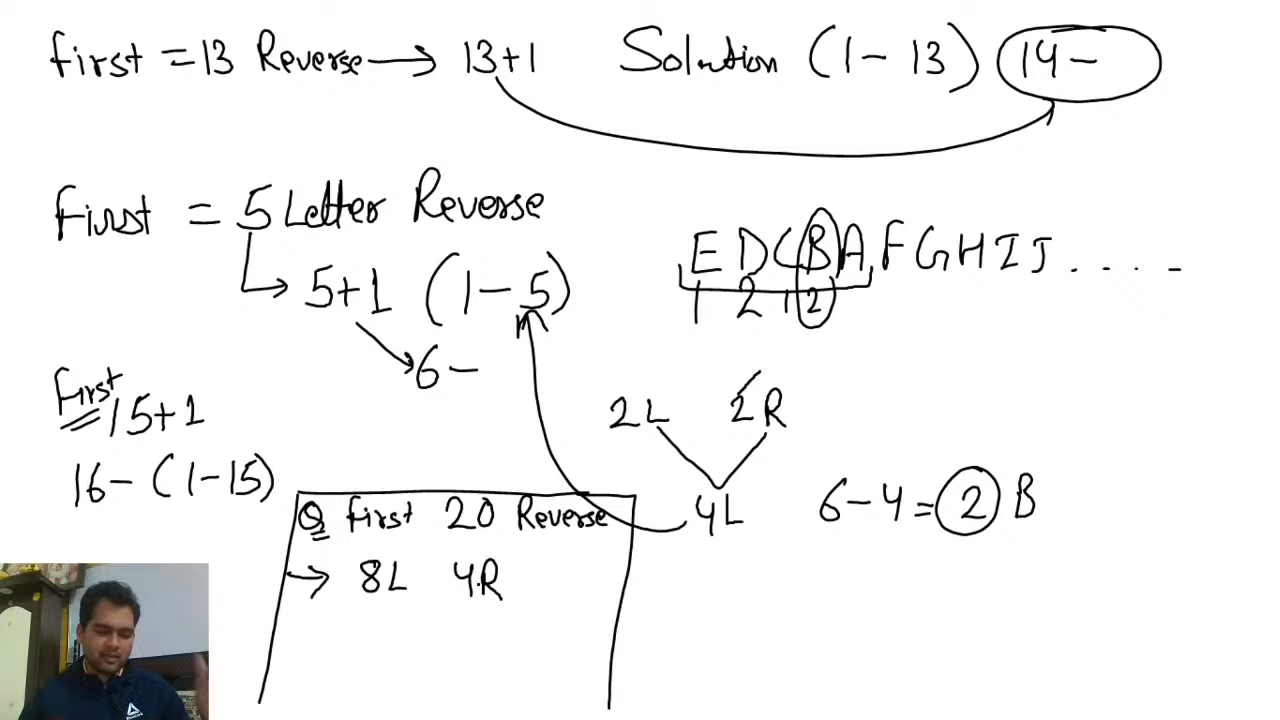 first = 13 Reverse → 13+1 Solution (1 - 13) 14 -
First = 5 Letter Reverse
E D C B A F G H I J . . . . -
1 2 1 2
5+1 (1 - 5)
6 -
First
15+1
2L 2R
16 - (1 - 15)
4L 6 - 4 = 2 B
Q First 20 Reverse
→ 8L 4R